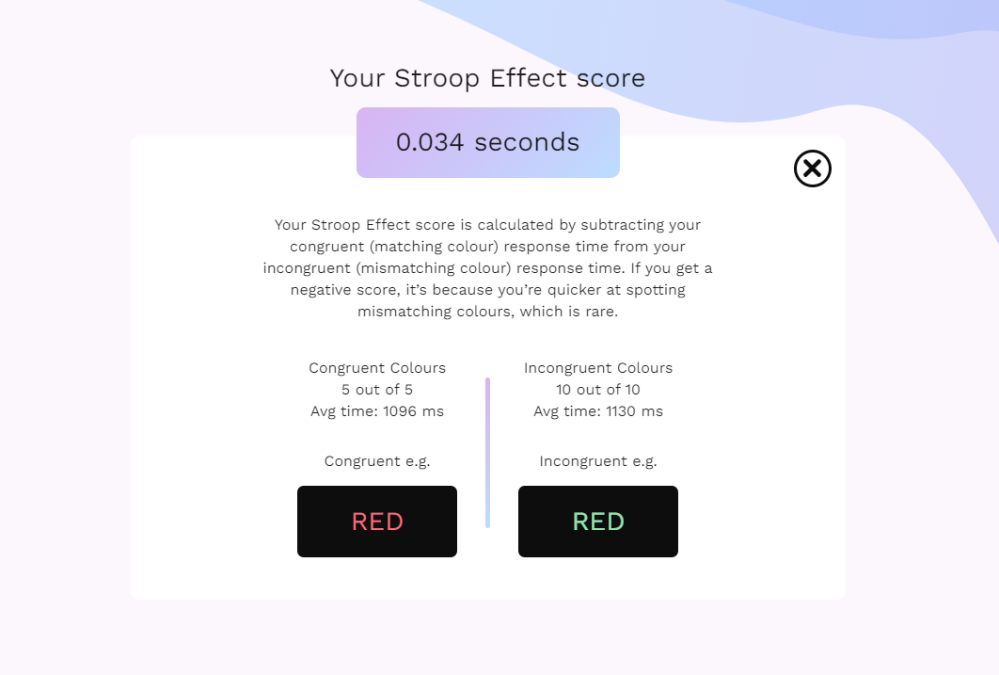 Your Stroop Effect score
0.034 seconds
Your Stroop Effect score is calculated by subtracting your
congruent (matching colour) response time from your
incongruent (mismatching colour) response time. If you get a
negative score, it’s because you’re quicker at spotting
mismatching colours, which is rare.
Congruent Colours
5 out of 5
Avg time: 1096 ms
Congruent e.g.
RED
Incongruent Colours
10 out of 10
Avg time: 1130 ms
Incongruent e.g.
RED